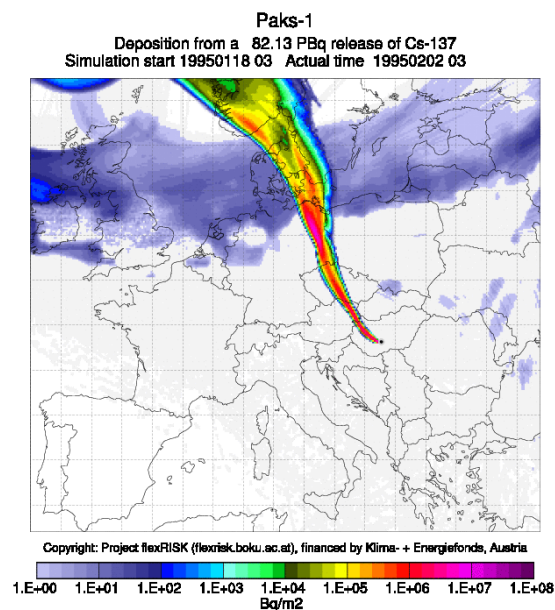 Paks-1
Deposition from a 82.13 PBq release of Cs-137
Simulation start 19950118 03 Actual time 19950202 03
Copyright: Project flexRISK (flexrisk.boku.ac.at), financed by Klima- + Energiefonds, Austria
1.E+00 1.E+01 1.E+02 1.E+03 1.E+04 1.E+05 1.E+06 1.E+07 1.E+08
Bq/m2